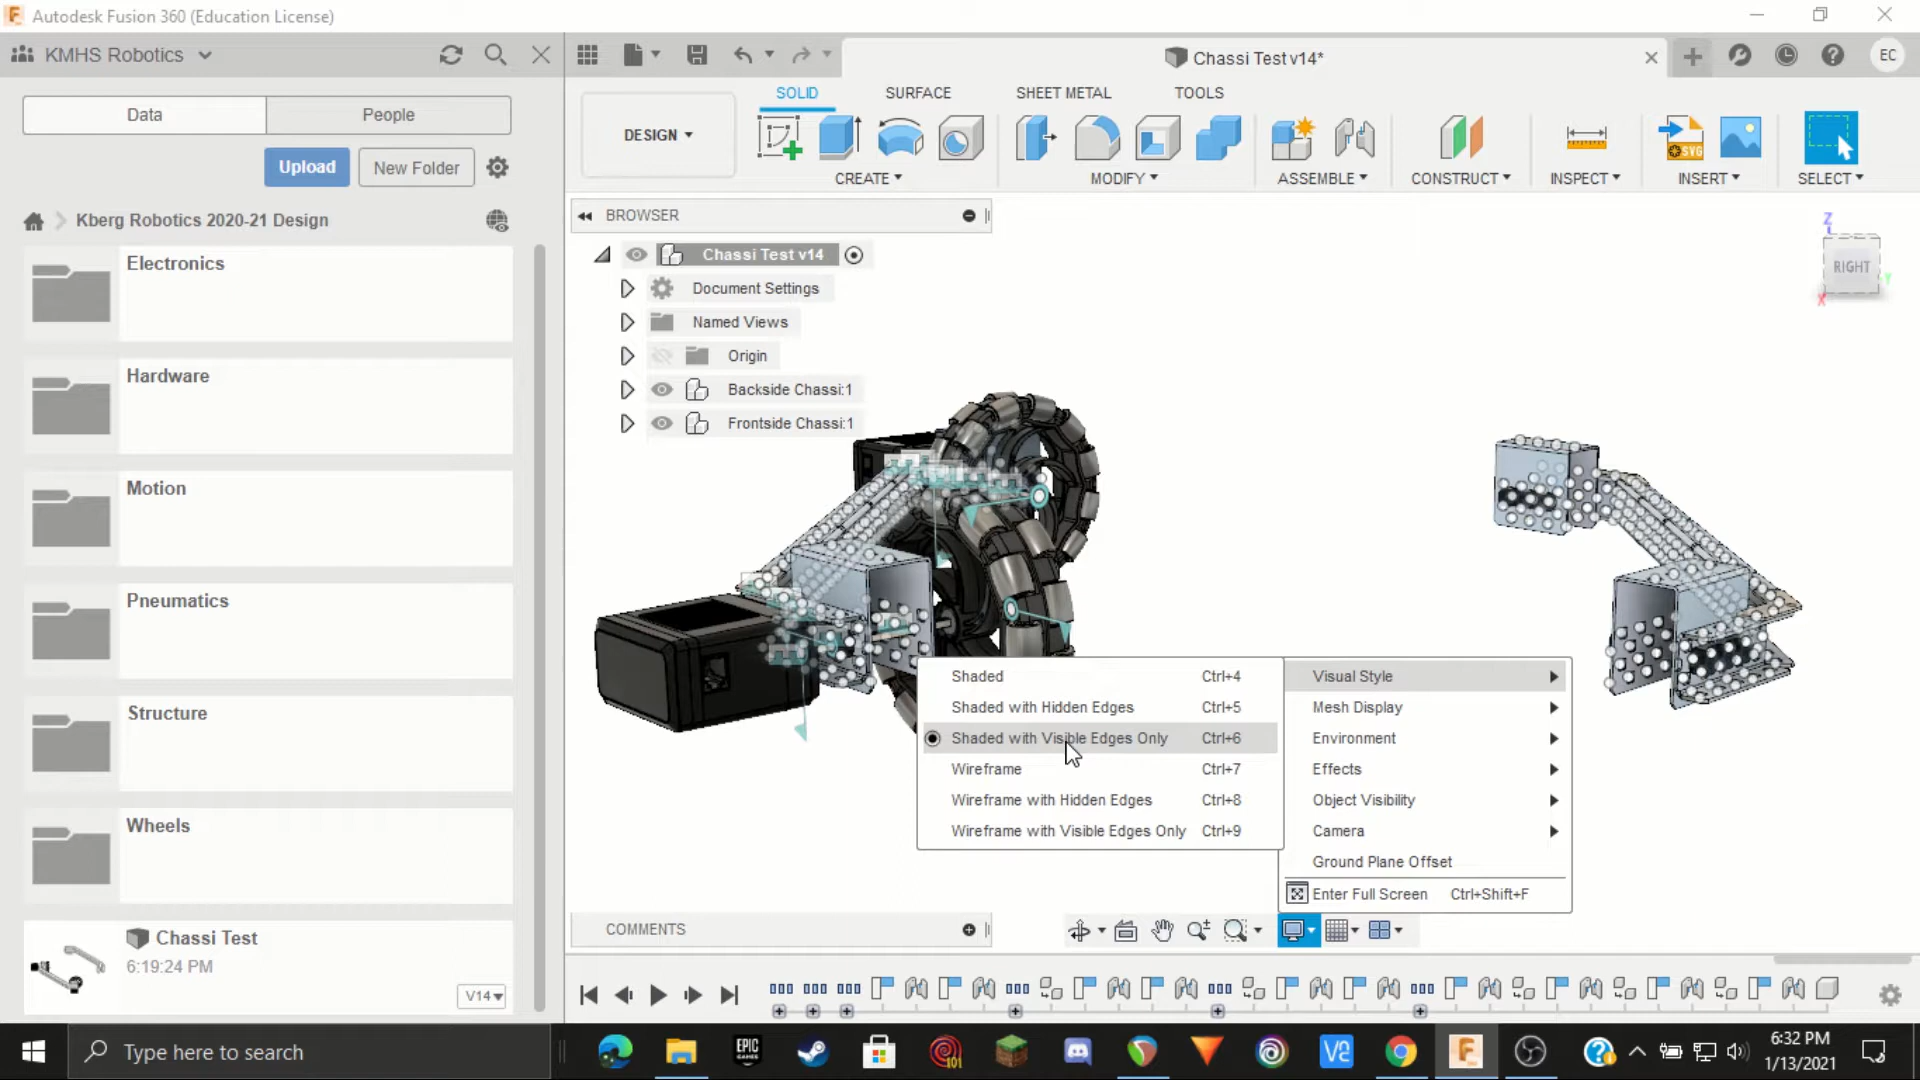 Autodesk Fusion 360 (Education License)
KMHS Robotics
Data
People
Upload
New Folder
Kberg Robotics 2020-21 Design
Electronics
Hardware
Motion
Pneumatics
Structure
Wheels
Chassi Test
6:19:24 PM
V14
Chassi Test v14*
EC
DESIGN
SOLID
SURFACE
SHEET METAL
TOOLS
CREATE
MODIFY
ASSEMBLE
CONSTRUCT
INSPECT
SVG
INSERT
SELECT
BROWSER
Chassi Test v14
Document Settings
Named Views
Origin
Backside Chassi:1
Frontside Chassi:1
Z
RIGHT
Y
X
Shaded Ctrl+4
Shaded with Hidden Edges Ctrl+5
Shaded with Visible Edges Only Ctrl+6
Wireframe Ctrl+7
Wireframe with Hidden Edges Ctrl+8
Wireframe with Visible Edges Only Ctrl+9
Visual Style
Mesh Display
Environment
Effects
Object Visibility
Camera
Ground Plane Offset
Enter Full Screen Ctrl+Shift+F
COMMENTS
Type here to search
EPIC
GAMES
101
6:32 PM
1/13/2021